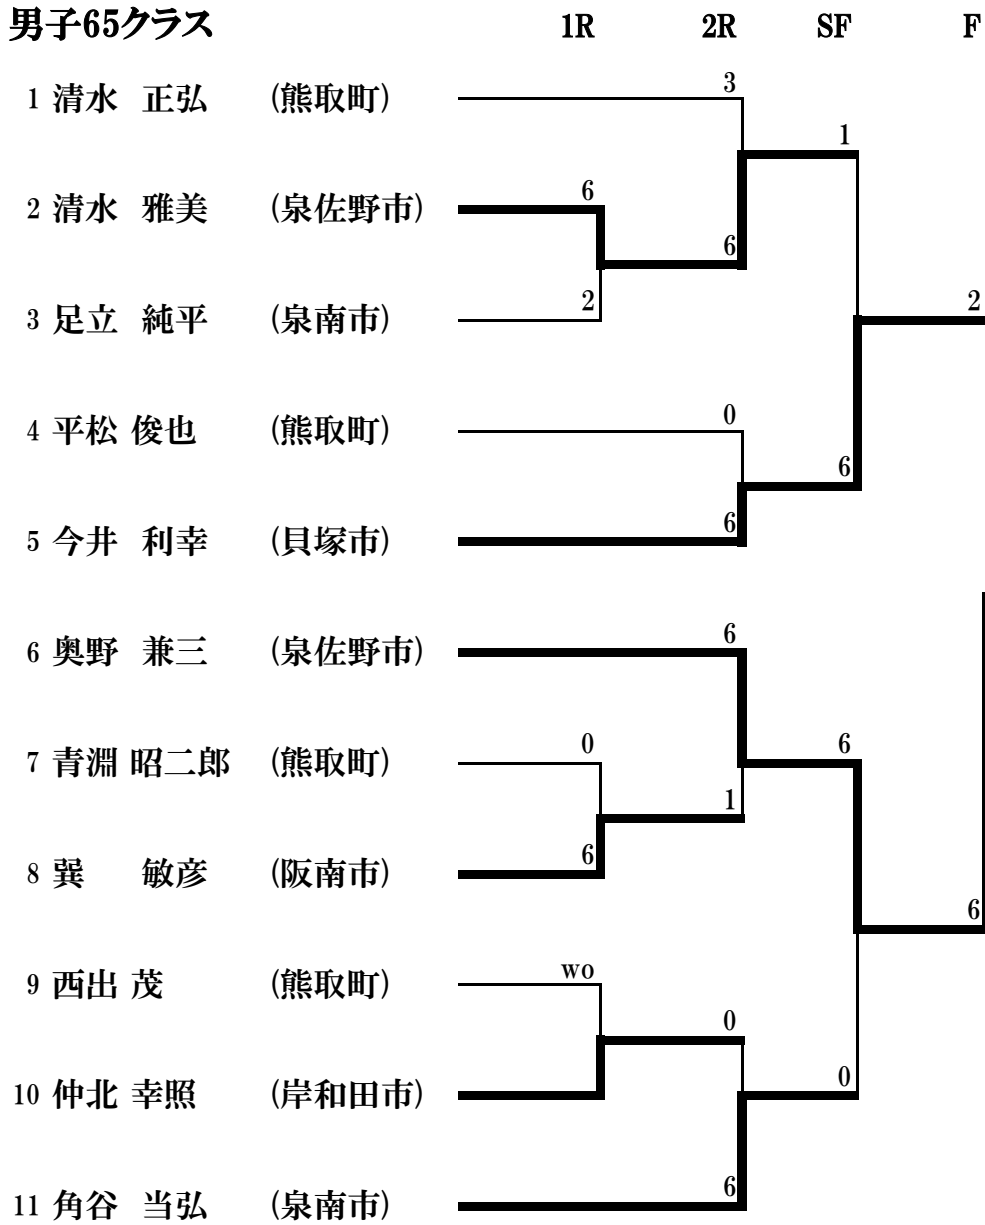 男子65クラス 1R 2R SF F
3
1 清水 正弘 (熊取町)
1
6
2 清水 雅美 (泉佐野市)
6
2
2
3 足立 純平 (泉南市)
0
4 平松 俊也 (熊取町)
6
6
5 今井 利幸 (貝塚市)
6
6 奥野 兼三 (泉佐野市)
0
6
7 青淵 昭二郎 (熊取町)
1
6
8 巽 敏彦 (阪南市)
6
wo
9 西出 茂 (熊取町)
0
0
10 仲北 幸照 (岸和田市)
6
11 角谷 当弘 (泉南市)